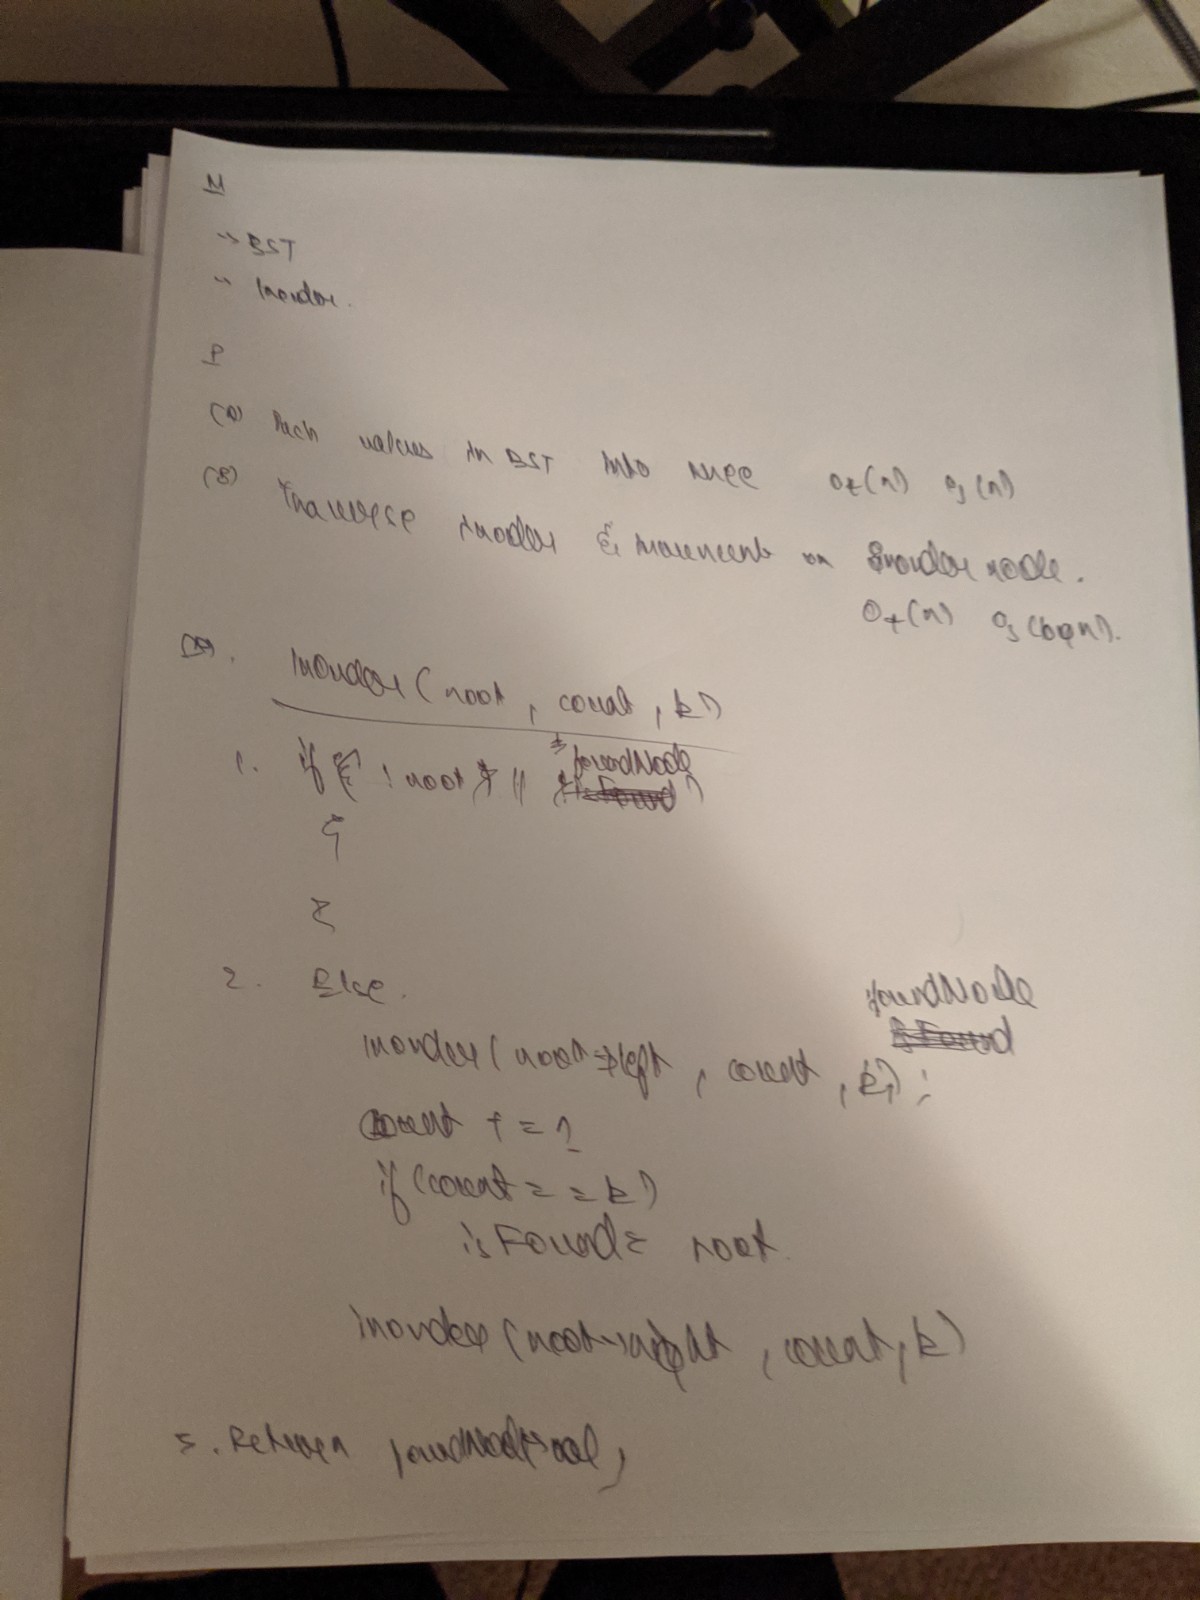 M
-> BST
-> Inorder.
P
(A) Push values in BST into O_t(n) O_s(n)
(B) Traverse inorder & increment on inorder node.
O_t(n) O_s(log n).
Inorder (root, count, k)
foundNode
1. if { ! root } || )
{
}
2. Else.
foundNode
inorder (root->left, count, k);
count += 1
if (count == k)
isFound = root.
inorder (root->right, count, k)
Return foundNode->val;